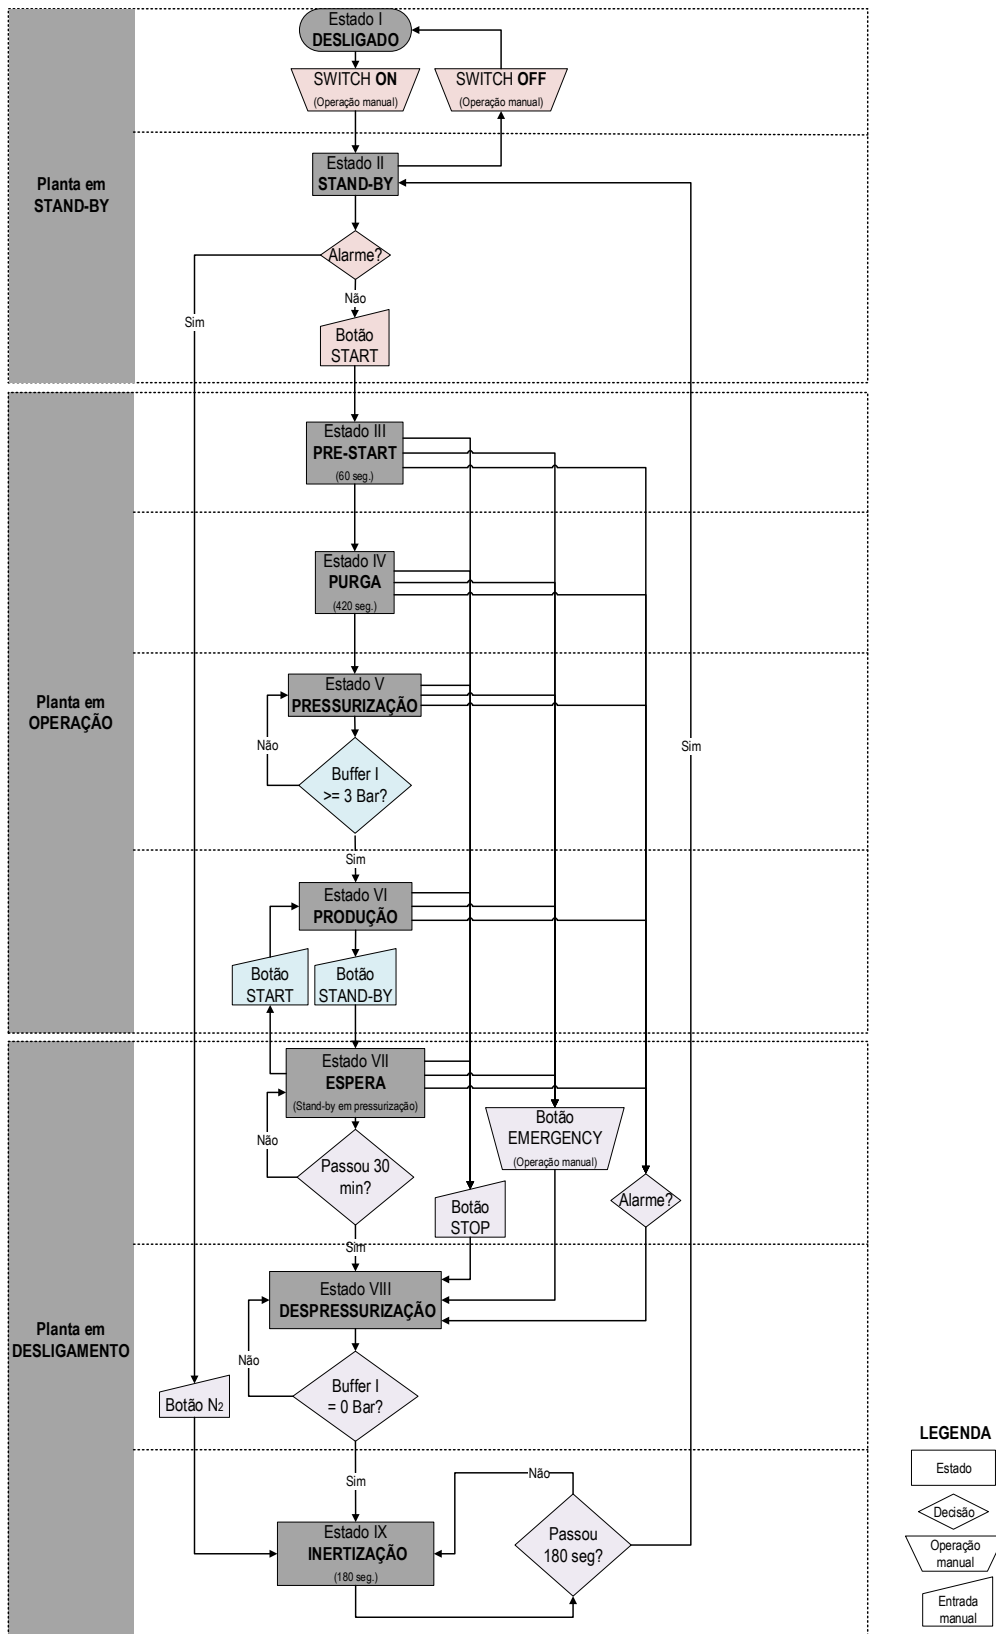 Estado I
DESLIGADO
SWITCH ON
(Operação manual)
SWITCH OFF
(Operação manual)
Estado II
STAND-BY
Planta em
STAND-BY
Alarme?
Não
Sim
Botão
START
Estado III
PRE-START
(60 seg.)
Estado IV
PURGA
(420 seg.)
Estado V
PRESSURIZAÇÃO
Planta em
OPERAÇÃO
Não
Sim
Buffer I
>= 3 Bar?
Sim
Estado VI
PRODUÇÃO
Botão
START
Botão
STAND-BY
Estado VII
ESPERA
(Stand-by em pressurização)
Não
Passou 30
min?
Botão
EMERGENCY
(Operação manual)
Botão
STOP
Alarme?
Sim
Estado VIII
DESPRESSURIZAÇÃO
Planta em
DESLIGAMENTO
Não
Buffer I
= 0 Bar?
Botão N2
Sim
Não
Estado IX
INERTIZAÇÃO
(180 seg.)
Passou
180 seg?
LEGENDA
Estado
Decisão
Operação
manual
Entrada
manual